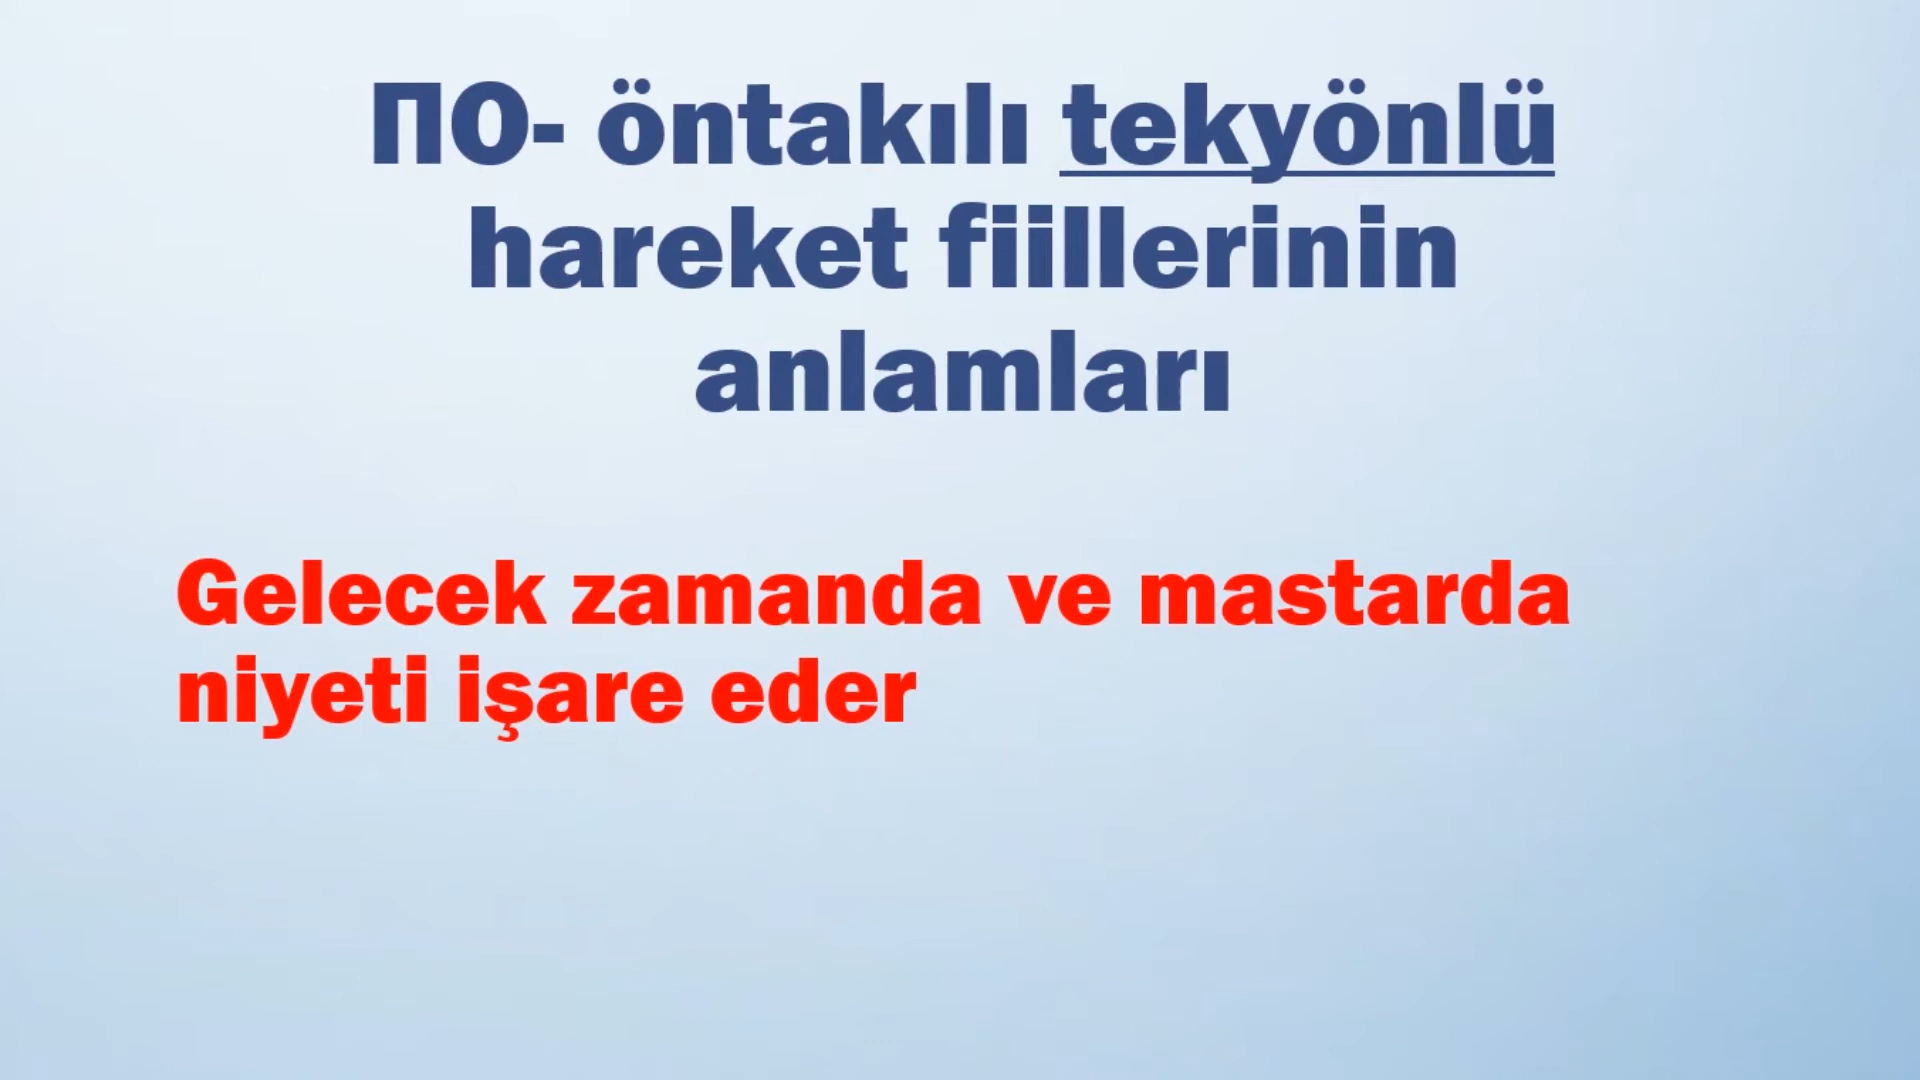 ПО- öntakılı tekyönlü
hareket fiillerinin
anlamları
Gelecek zamanda ve mastarda
niyeti işare eder